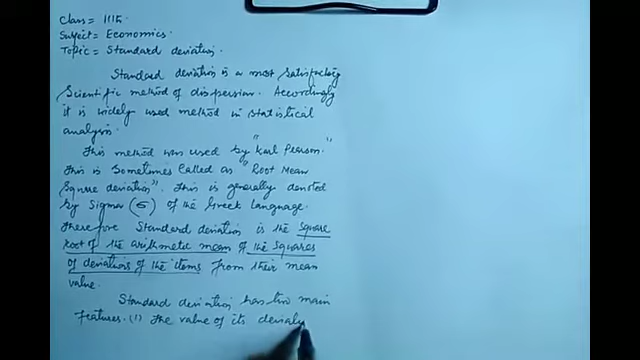 Class = 11th
Subject = Economics.
Topic = Standard deviation.
Standard deviation is a most satisfactory
Scientific method of dispersion. Accordingly
it is widely used method in statistical
analysis.
This method was used by "Karl Pearson."
This is sometimes called as "Root Mean
Square deviation". This is generally denoted
by Sigma (σ) of the Greek language.
Therefore Standard deviation is the square
root of the arithmetic mean of the squares
of deviations of the items from their mean
value.
Standard deviation has two main
features. (1) The value of its deviat